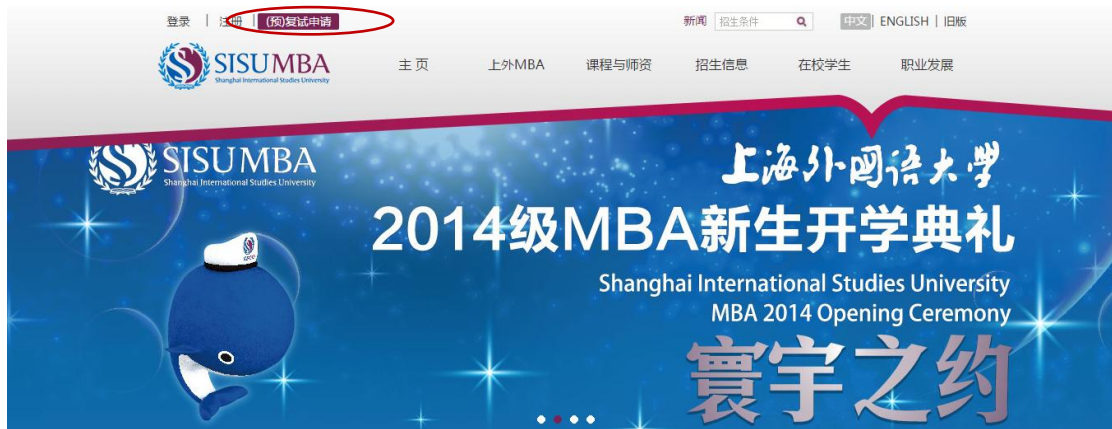 登录 | 注册 | (预)复试申请
新闻 招生条件 中文 | ENGLISH | 旧版
SISU MBA
Shanghai International Studies University
主 页 上外MBA 课程与师资 招生信息 在校学生 职业发展
SISU MBA
Shanghai International Studies University
上海外国语大学
2014级MBA新生开学典礼
Shanghai International Studies University
MBA 2014 Opening Ceremony
寰宇之约